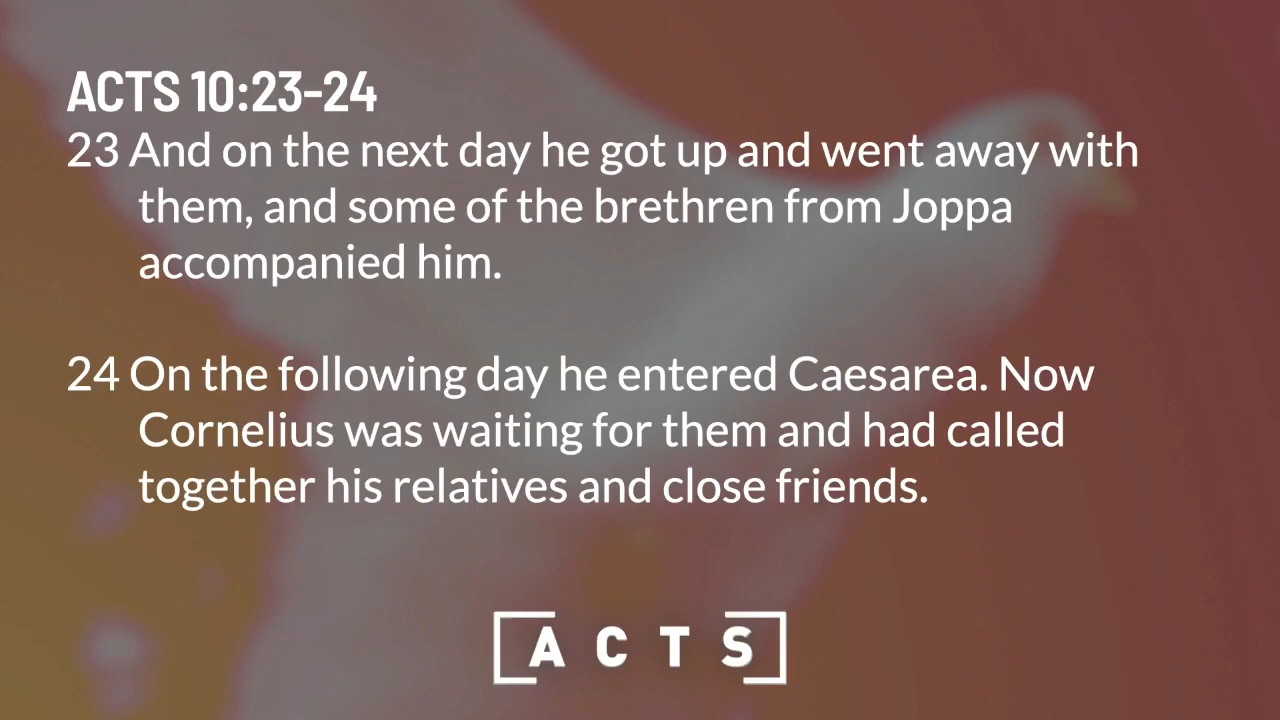 ACTS 10:23-24
23 And on the next day he got up and went away with
them, and some of the brethren from Joppa
accompanied him.
24 On the following day he entered Caesarea. Now
Cornelius was waiting for them and had called
together his relatives and close friends.
ACTS